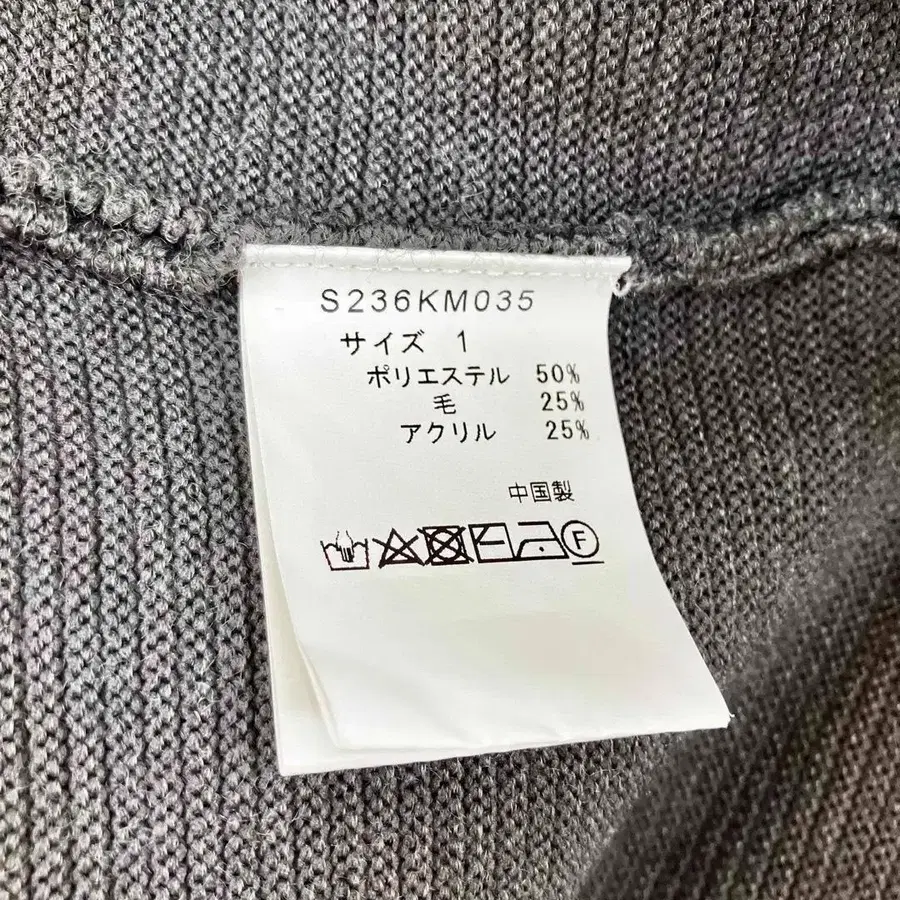 S236KM035
サイズ 1
ポリエステル 50%
毛 25%
アクリル 25%
中国製
F